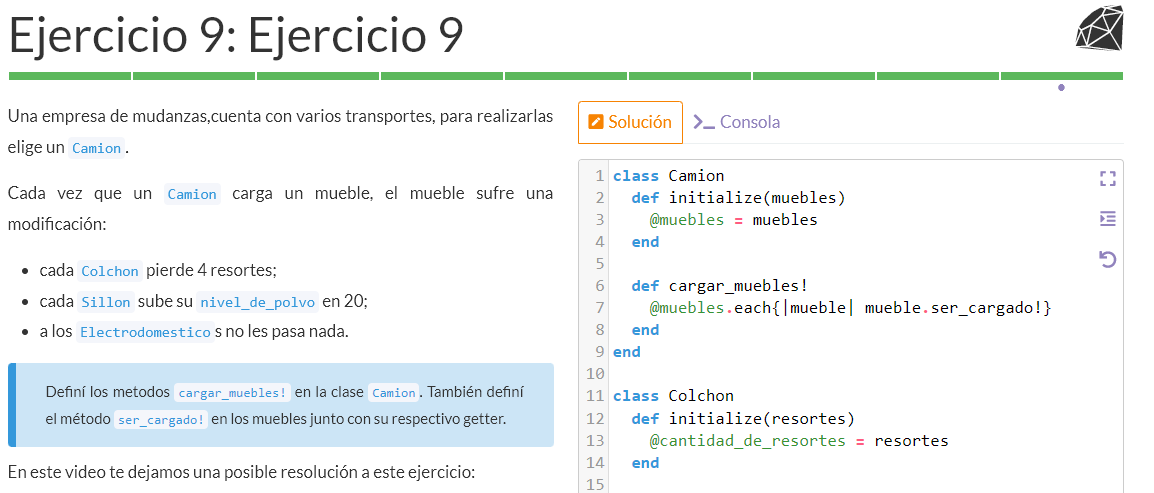 Ejercicio 9: Ejercicio 9
Una empresa de mudanzas,cuenta con varios transportes, para realizarlas
elige un Camion.
Cada vez que un Camion carga un mueble, el mueble sufre una
modificación:
• cada Colchon pierde 4 resortes;
• cada Sillon sube su nivel_de_polvo en 20;
• a los Electrodomestico s no les pasa nada.
Definí los metodos cargar_muebles! en la clase Camion. También definí
el método ser_cargado! en los muebles junto con su respectivo getter.
En este video te dejamos una posible resolución a este ejercicio:
Solución
Consola
1 class Camion
2   def initialize(muebles)
3     @muebles = muebles
4   end
5
6   def cargar_muebles!
7     @muebles.each{|mueble| mueble.ser_cargado!}
8   end
9 end
10
11 class Colchon
12   def initialize(resortes)
13     @cantidad_de_resortes = resortes
14   end
15